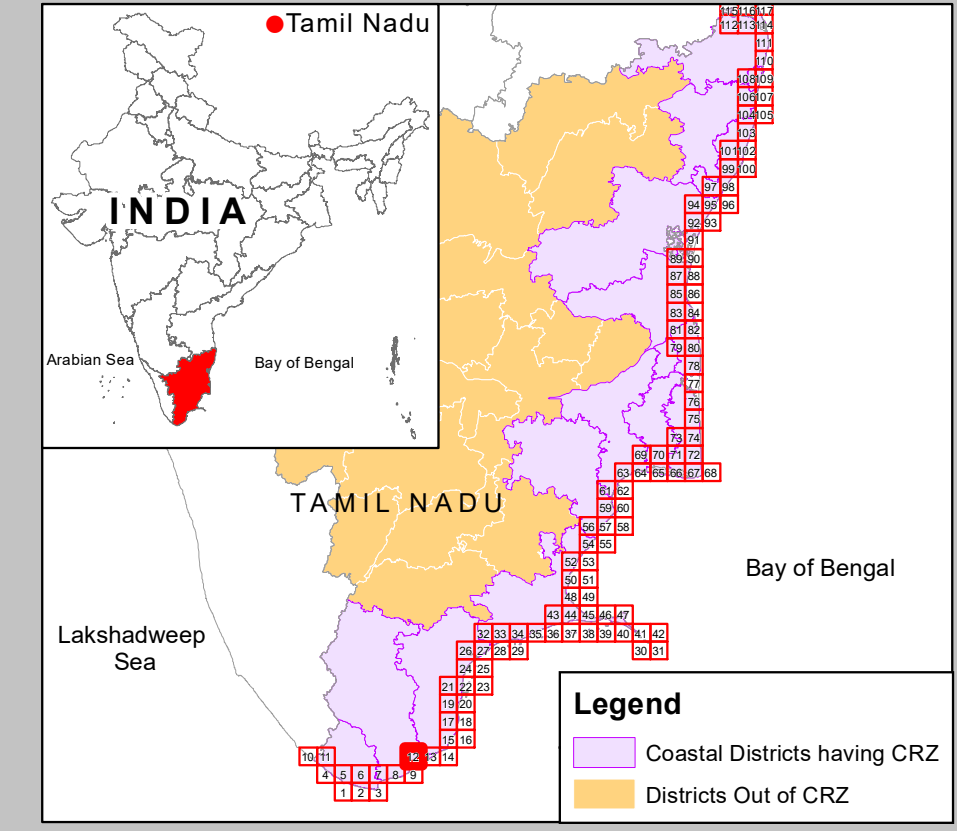 Tamil Nadu
INDIA
Arabian Sea
Bay of Bengal
115 116 117
112 113 114
111
110
108 109
106 107
104 105
103
101 102
99 100
97 98
94 95 96
92 93
91
89 90
87 88
85 86
83 84
81 82
79 80
78
77
76
75
73 74
69 70 71 72
63 64 65 66 67 68
61 62
TAMIL NADU
59 60
56 57 58
54 55
52 53
Bay of Bengal
50 51
48 49
43 44 45 46 47
Lakshadweep
Sea
32 33 34 35 36 37 38 39 40 41 42
26 27 28 29 30 31
24 25
21 22 23
19 20
17 18
15 16
10 11 12 13 14
4 5 6 7 8 9
1 2 3
Legend
Coastal Districts having CRZ
Districts Out of CRZ